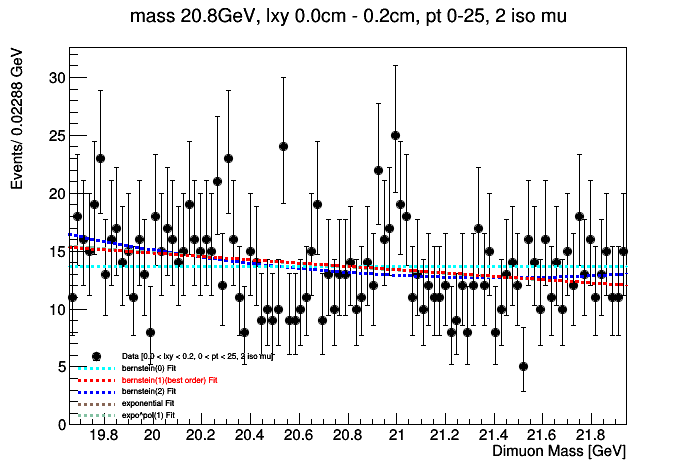 mass 20.8GeV, lxy 0.0cm - 0.2cm, pt 0-25, 2 iso mu
Events/ 0.02288 GeV
30
25
20
15
10
5
0
Data [0.0 < lxy < 0.2, 0 < pt < 25, 2 iso mu]
bernstein(0) Fit
bernstein(1)(best order) Fit
bernstein(2) Fit
exponential Fit
expo*pol(1) Fit
19.8 20 20.2 20.4 20.6 20.8 21 21.2 21.4 21.6 21.8
Dimuon Mass [GeV]